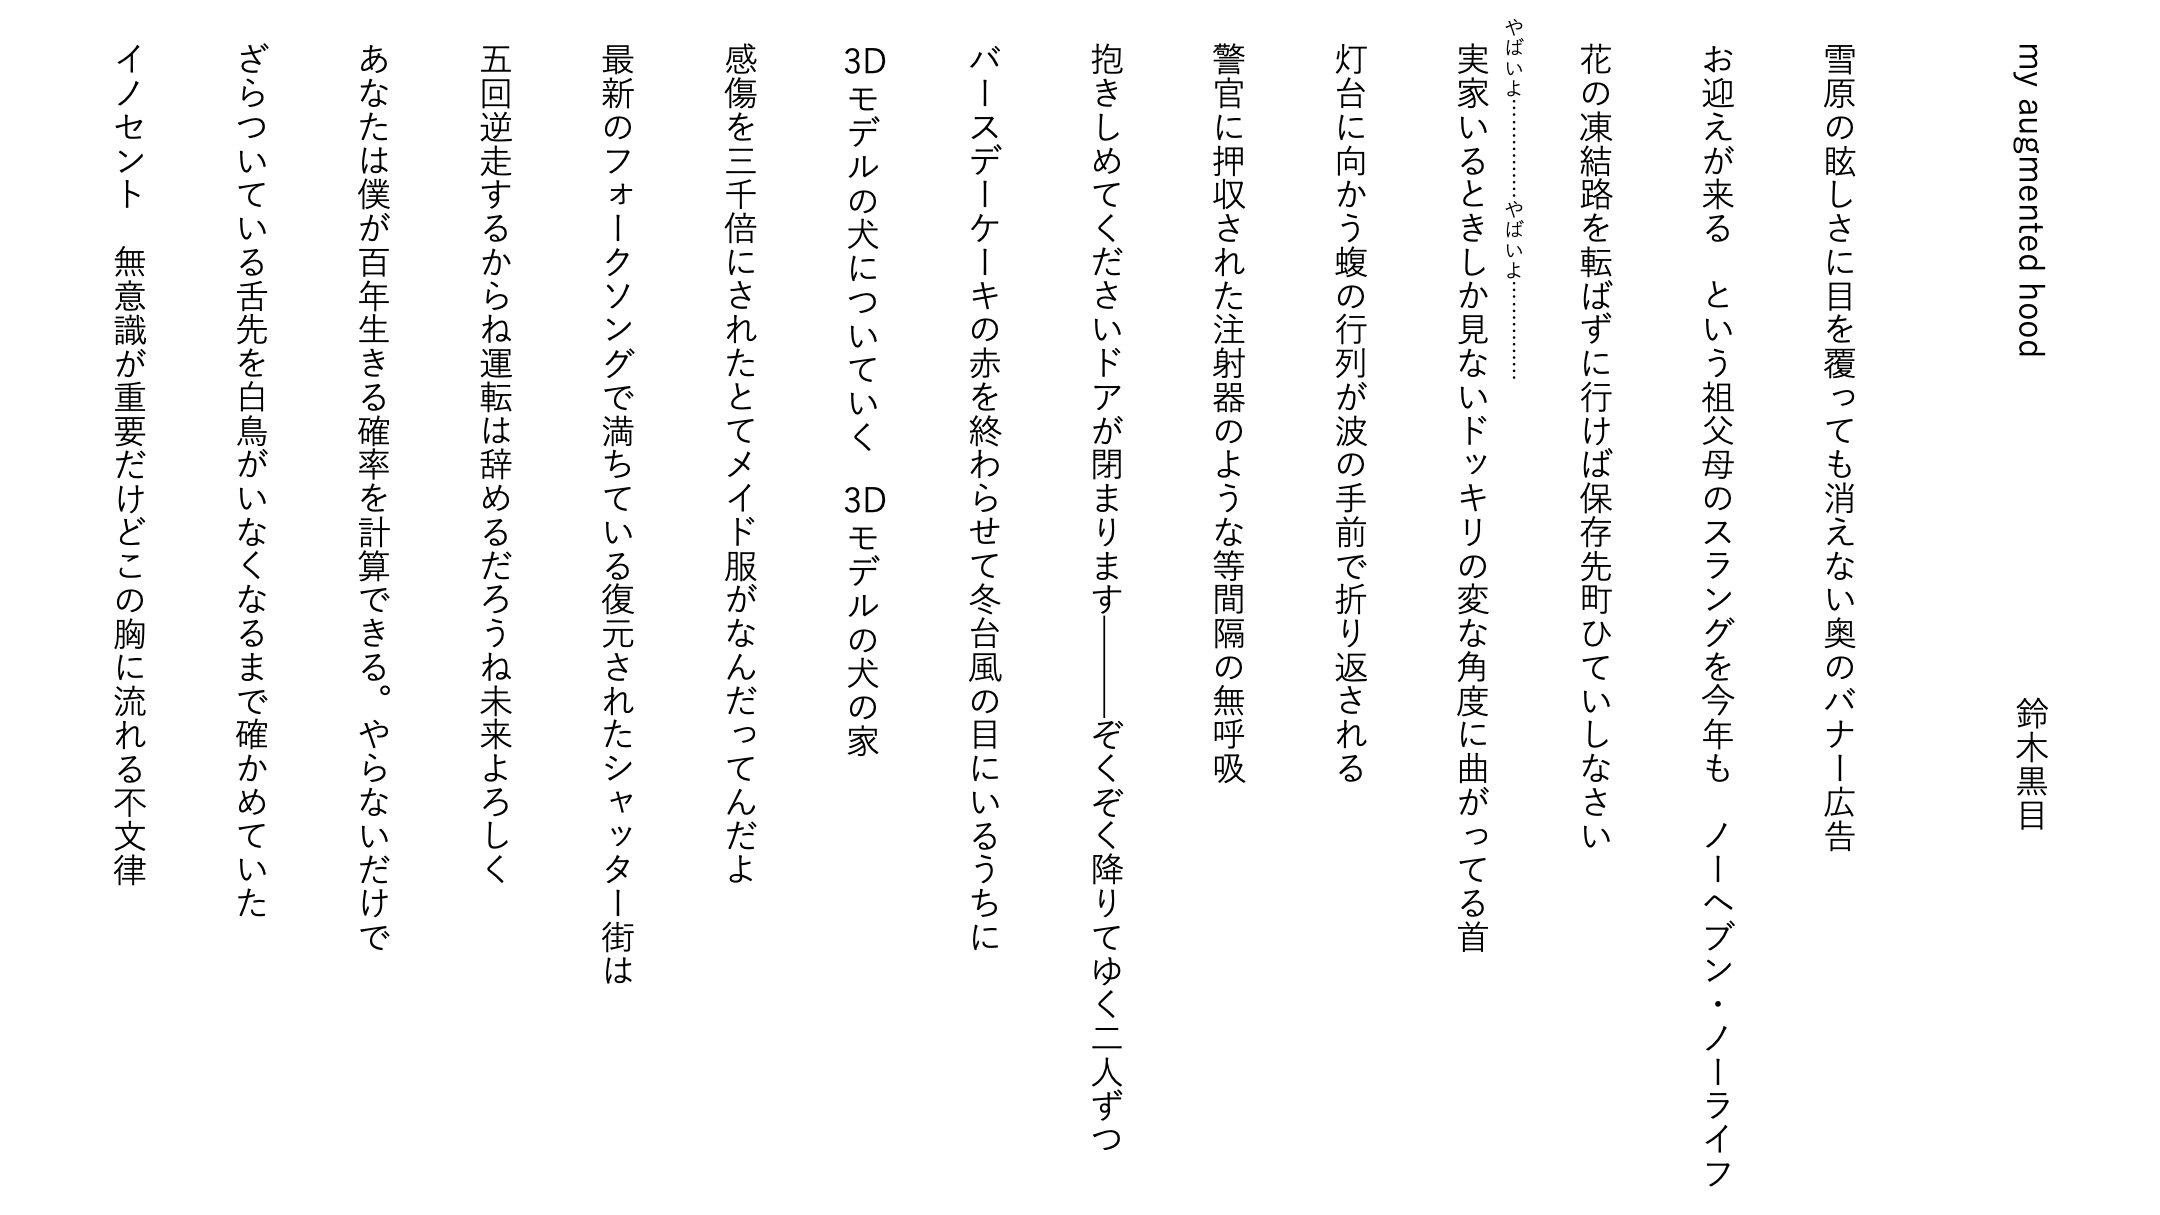 my augmented hood　鈴木黒目
雪原の眩しさに目を覆っても消えない奥のバナー広告
お迎えが来る　という祖父母のスラングを今年も　ノーヘブン・ノーライフ
花の凍結路を転ばずに行けば保存先町ひていしなさい
やばいよ…………やばいよ…………
実家いるときしか見ないドッキリの変な角度に曲がってる首
灯台に向かう蝮の行列が波の手前で折り返される
警官に押収された注射器のような等間隔の無呼吸
抱きしめてくださいドアが閉まります―――ぞくぞく降りてゆく二人ずつ
バースデーケーキの赤を終わらせて冬台風の目にいるうちに
3Dモデルの犬についていく　3Dモデルの犬の家
感傷を三千倍にされたとてメイド服がなんだってんだよ
最新のフォークソングで満ちている復元されたシャッター街は
五回逆走するからね運転は辞めるだろうね未来よろしく
あなたは僕が百年生きる確率を計算できる。やらないだけで
ざらついている舌先を白鳥がいなくなるまで確かめていた
イノセント　無意識が重要だけどこの胸に流れる不文律